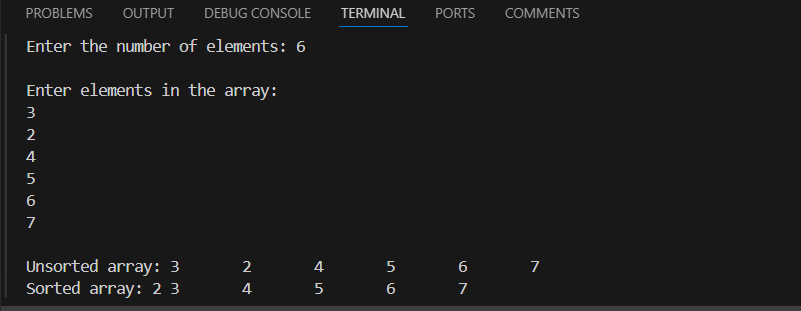 PROBLEMS OUTPUT DEBUG CONSOLE TERMINAL PORTS COMMENTS
Enter the number of elements: 6
Enter elements in the array:
3
2
4
5
6
7
Unsorted array: 3 2 4 5 6 7
Sorted array: 2 3 4 5 6 7